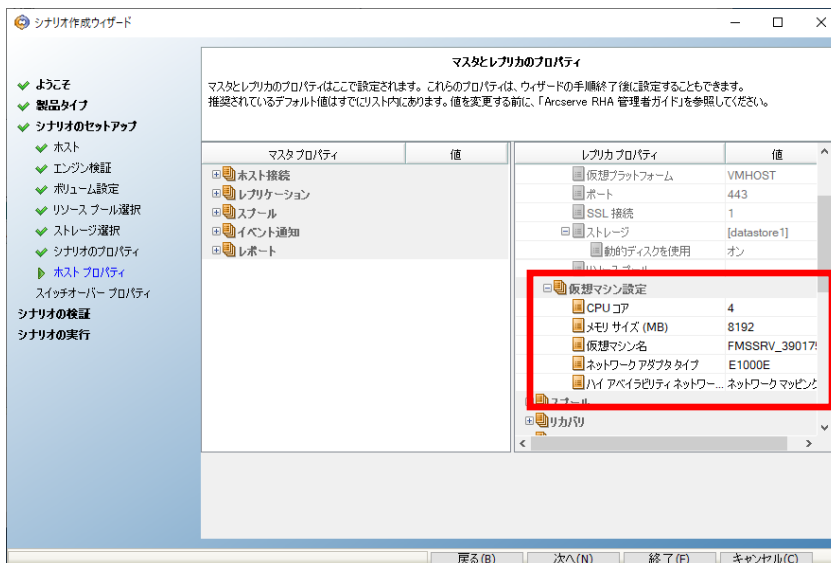 シナリオ作成ウィザード
マスタとレプリカのプロパティ
マスタとレプリカのプロパティはここで設定されます。これらのプロパティは、ウィザードの手順終了後に設定することもできます。
推奨されているデフォルト値はすでにリスト内にあります。値を変更する前に、「Arcserve RHA 管理者ガイド」を参照してください。
ようこそ
製品タイプ
シナリオのセットアップ
ホスト
エンジン検証
ボリューム設定
リソース プール選択
ストレージ選択
シナリオのプロパティ
ホスト プロパティ
スイッチオーバー プロパティ
シナリオの検証
シナリオの実行
マスタ プロパティ 値
ホスト接続
レプリケーション
スプール
イベント通知
レポート
レプリカ プロパティ 値
仮想プラットフォーム VMHOST
ポート 443
SSL 接続 1
ストレージ [datastore1]
動的ディスクを使用 オン
仮想マシン設定
CPU コア 4
メモリ サイズ (MB) 8192
仮想マシン名 FMSSRV_390175
ネットワーク アダプタ タイプ E1000E
ハイ アベイラビリティ ネットワー... ネットワーク マッピング
スプール
リカバリ
戻る(B) 次へ(N) 終了(F) キャンセル(C)